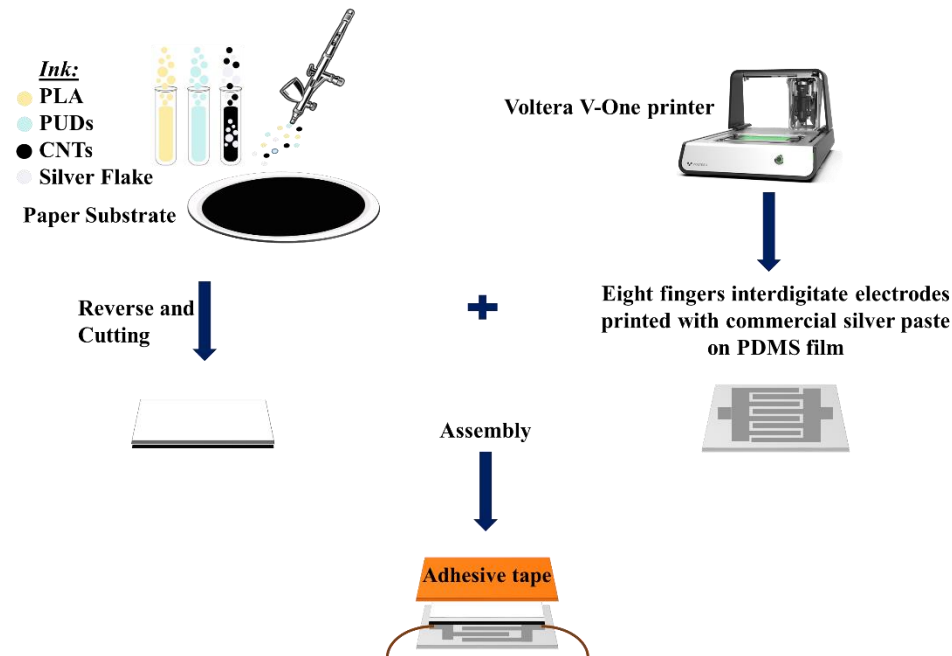 Ink:
PLA
PUDs
CNTs
Silver Flake
Paper Substrate
Voltera V-One printer
Reverse and
Cutting
Eight fingers interdigitate electrodes
printed with commercial silver paste
on PDMS film
Assembly
Adhesive tape